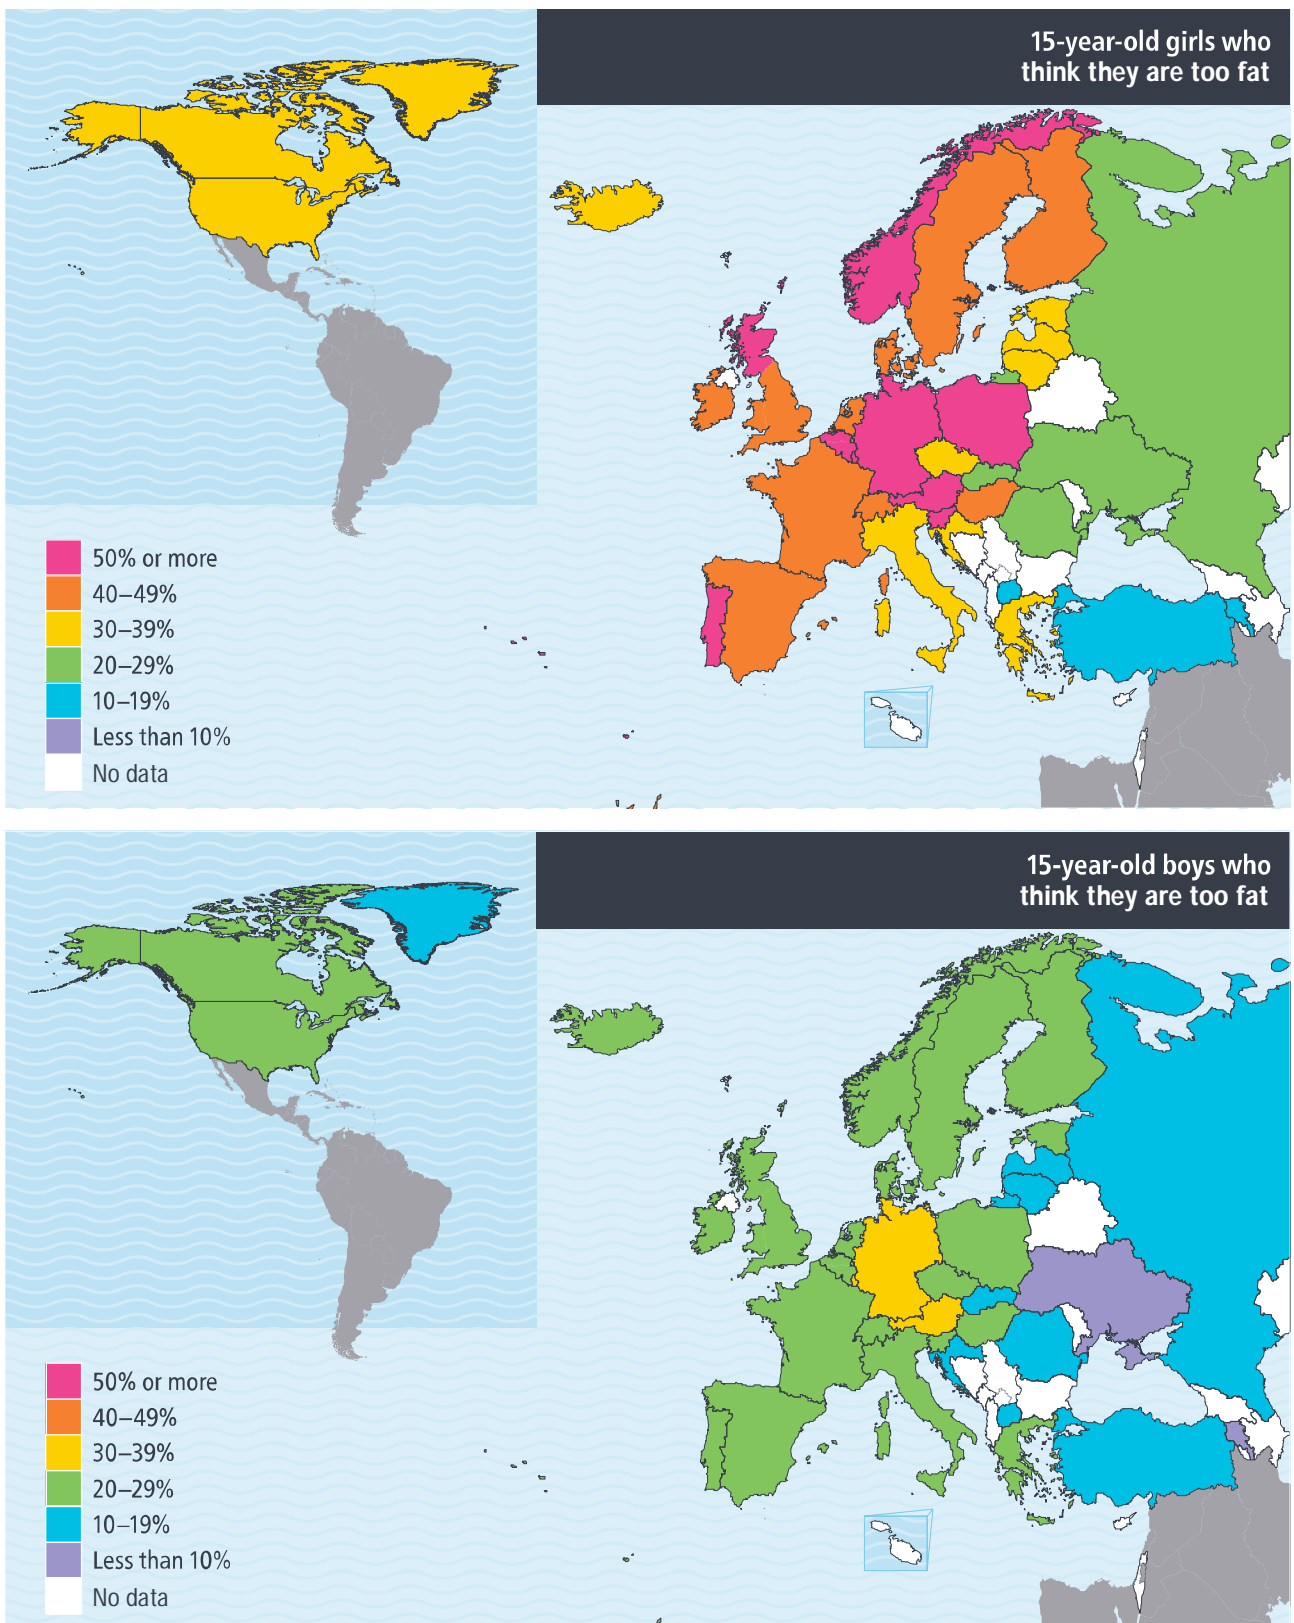 15-year-old girls who
think they are too fat
50% or more
40–49%
30–39%
20–29%
10–19%
Less than 10%
No data
15-year-old boys who
think they are too fat
50% or more
40–49%
30–39%
20–29%
10–19%
Less than 10%
No data